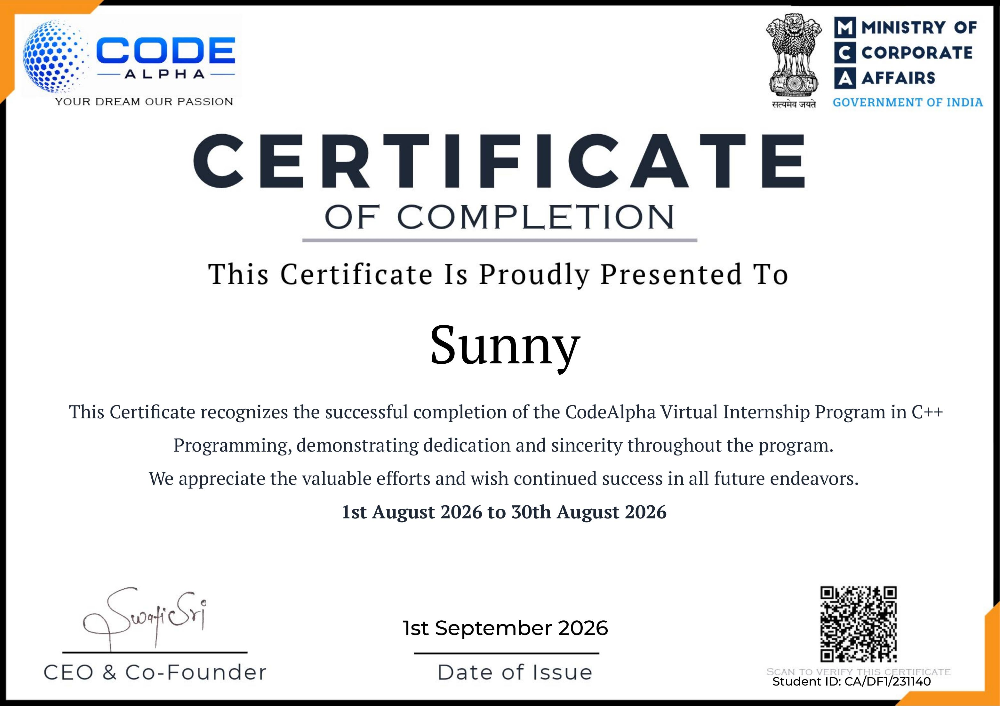 CODE
ALPHA
YOUR DREAM OUR PASSION
सत्यमेव जयते
M MINISTRY OF
C CORPORATE
A AFFAIRS
GOVERNMENT OF INDIA
CERTIFICATE
OF COMPLETION
This Certificate Is Proudly Presented To
Sunny
This Certificate recognizes the successful completion of the CodeAlpha Virtual Internship Program in C++
Programming, demonstrating dedication and sincerity throughout the program.
We appreciate the valuable efforts and wish continued success in all future endeavors.
1st August 2026 to 30th August 2026
Swati Sri
CEO & Co-Founder
1st September 2026
Date of Issue
SCAN TO VERIFY THIS CERTIFICATE
Student ID: CA/DF1/231140